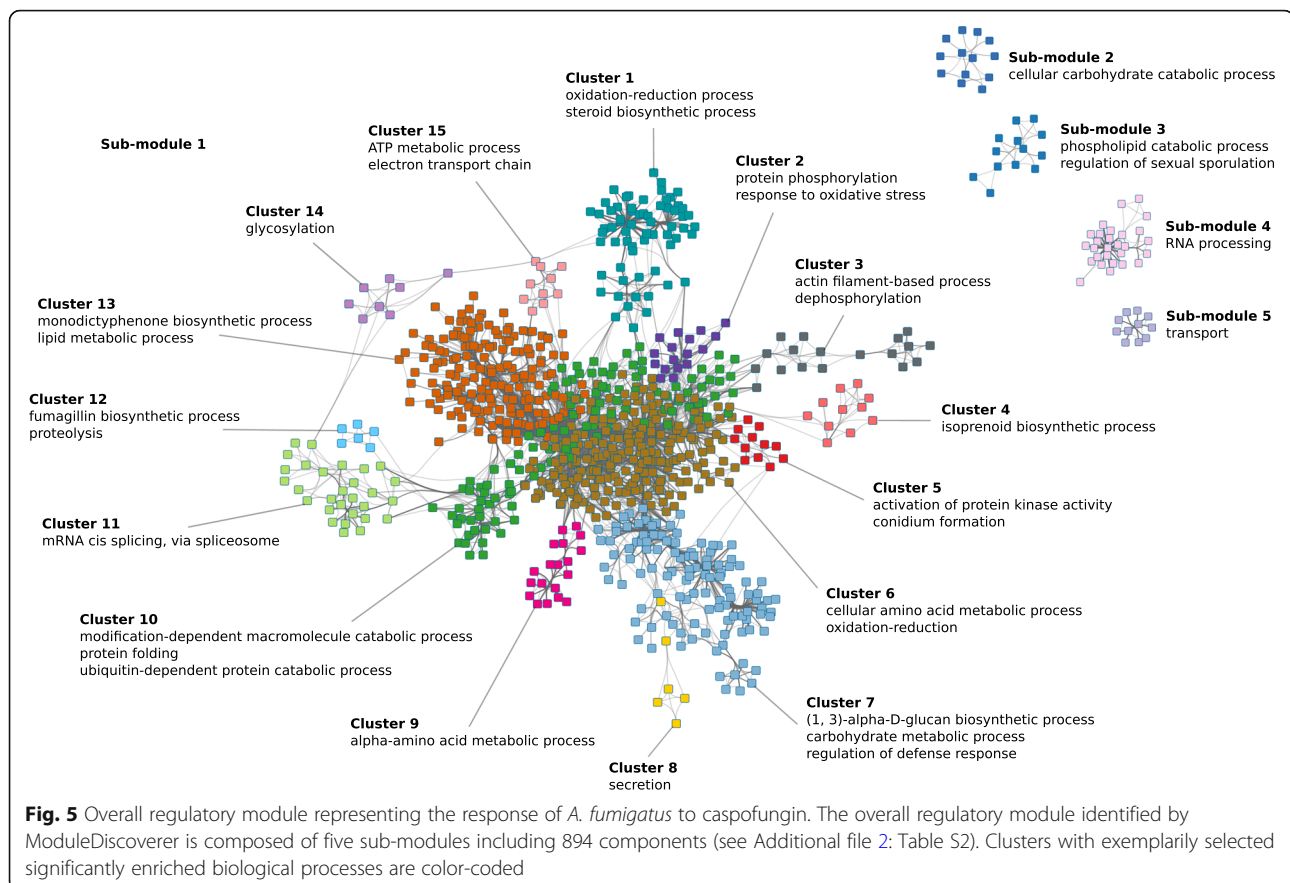 Sub-module 1
Cluster 1
oxidation-reduction process
steroid biosynthetic process
Cluster 15
ATP metabolic process
electron transport chain
Cluster 2
protein phosphorylation
response to oxidative stress
Sub-module 2
cellular carbohydrate catabolic process
Sub-module 3
phospholipid catabolic process
regulation of sexual sporulation
Sub-module 4
RNA processing
Sub-module 5
transport
Cluster 14
glycosylation
Cluster 3
actin filament-based process
dephosphorylation
Cluster 13
monodictyphenone biosynthetic process
lipid metabolic process
Cluster 12
fumagillin biosynthetic process
proteolysis
Cluster 4
isoprenoid biosynthetic process
Cluster 5
activation of protein kinase activity
conidium formation
Cluster 11
mRNA cis splicing, via spliceosome
Cluster 6
cellular amino acid metabolic process
oxidation-reduction
Cluster 10
modification-dependent macromolecule catabolic process
protein folding
ubiquitin-dependent protein catabolic process
Cluster 7
(1, 3)-alpha-D-glucan biosynthetic process
carbohydrate metabolic process
regulation of defense response
Cluster 9
alpha-amino acid metabolic process
Cluster 8
secretion
Fig. 5 Overall regulatory module representing the response of A. fumigatus to caspofungin. The overall regulatory module identified by
ModuleDiscoverer is composed of five sub-modules including 894 components (see Additional file 2: Table S2). Clusters with exemplarily selected
significantly enriched biological processes are color-coded